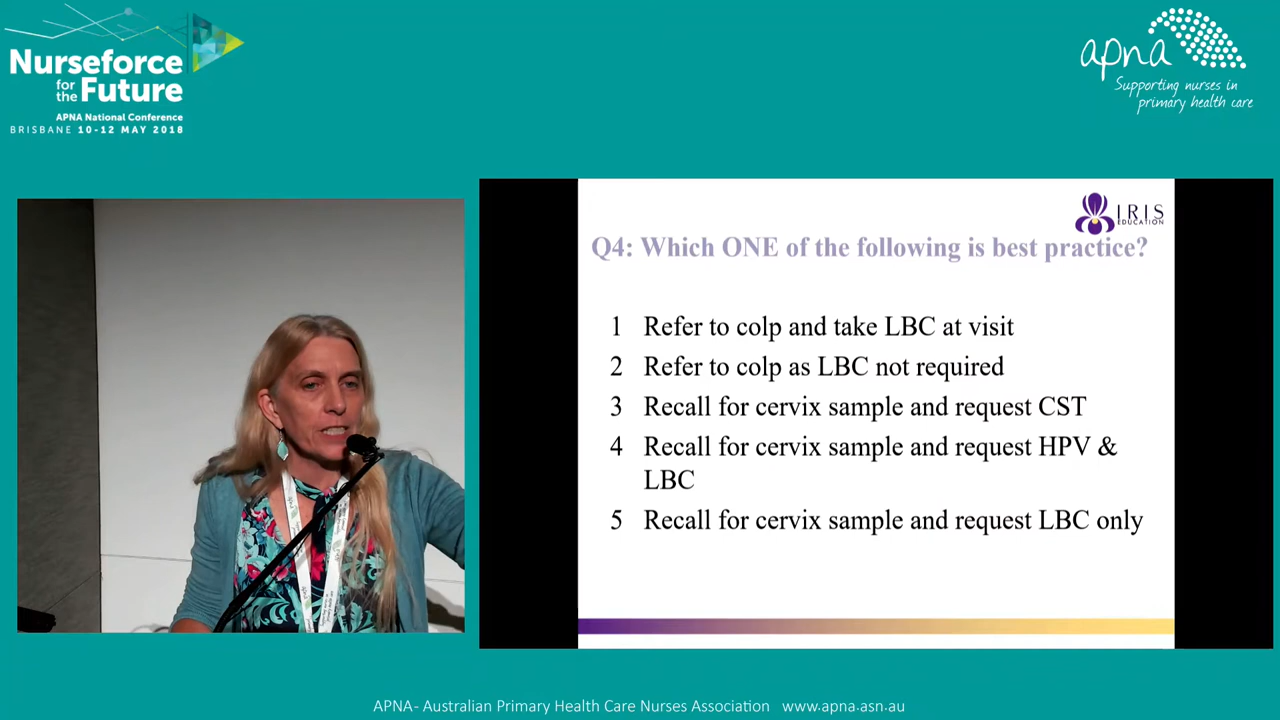 Nurseforce
for the Future
APNA National Conference
BRISBANE 10-12 MAY 2018
apna
Supporting nurses in
primary health care
IRIS
EDUCATION
Q4: Which ONE of the following is best practice?
1 Refer to colp and take LBC at visit
2 Refer to colp as LBC not required
3 Recall for cervix sample and request CST
4 Recall for cervix sample and request HPV &
LBC
5 Recall for cervix sample and request LBC only
APNA- Australian Primary Health Care Nurses Association www.apna.asn.au